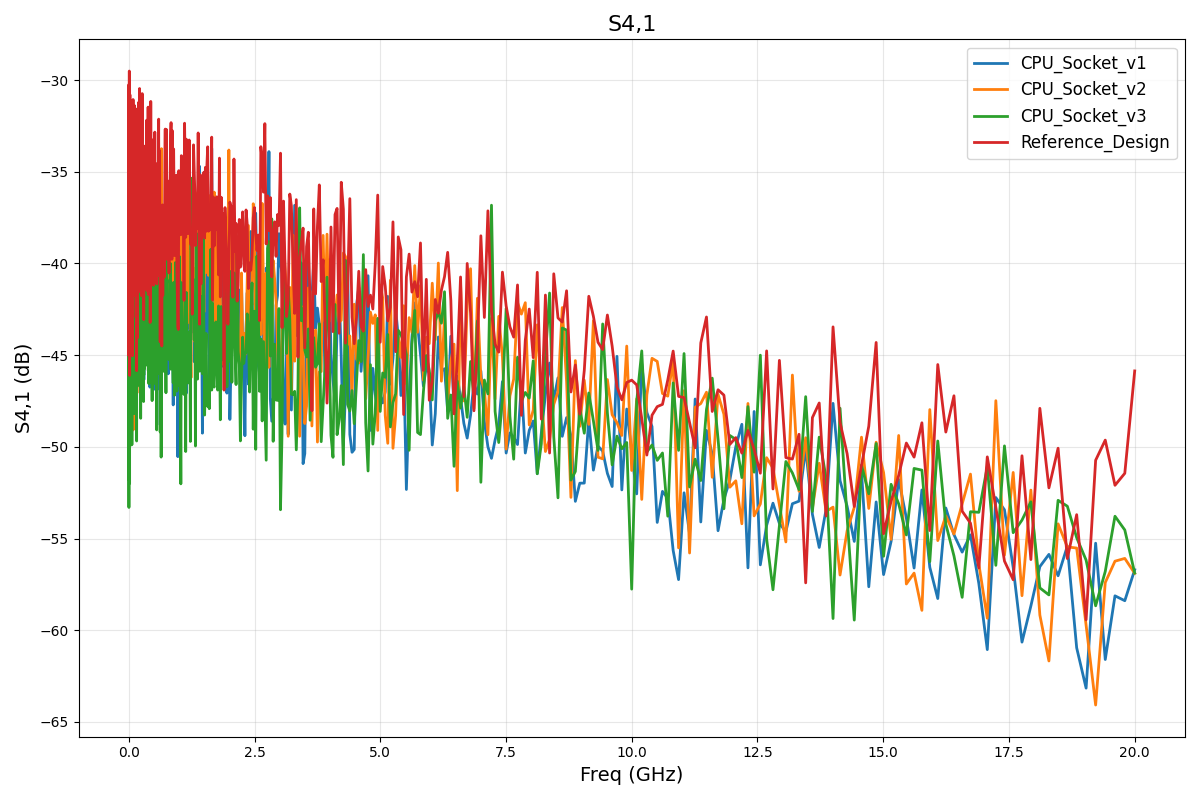 S4,1
CPU_Socket_v1
CPU_Socket_v2
CPU_Socket_v3
Reference_Design
S4,1 (dB)
−30
−35
−40
−45
−50
−55
−60
−65
0.0 2.5 5.0 7.5 10.0 12.5 15.0 17.5 20.0
Freq (GHz)